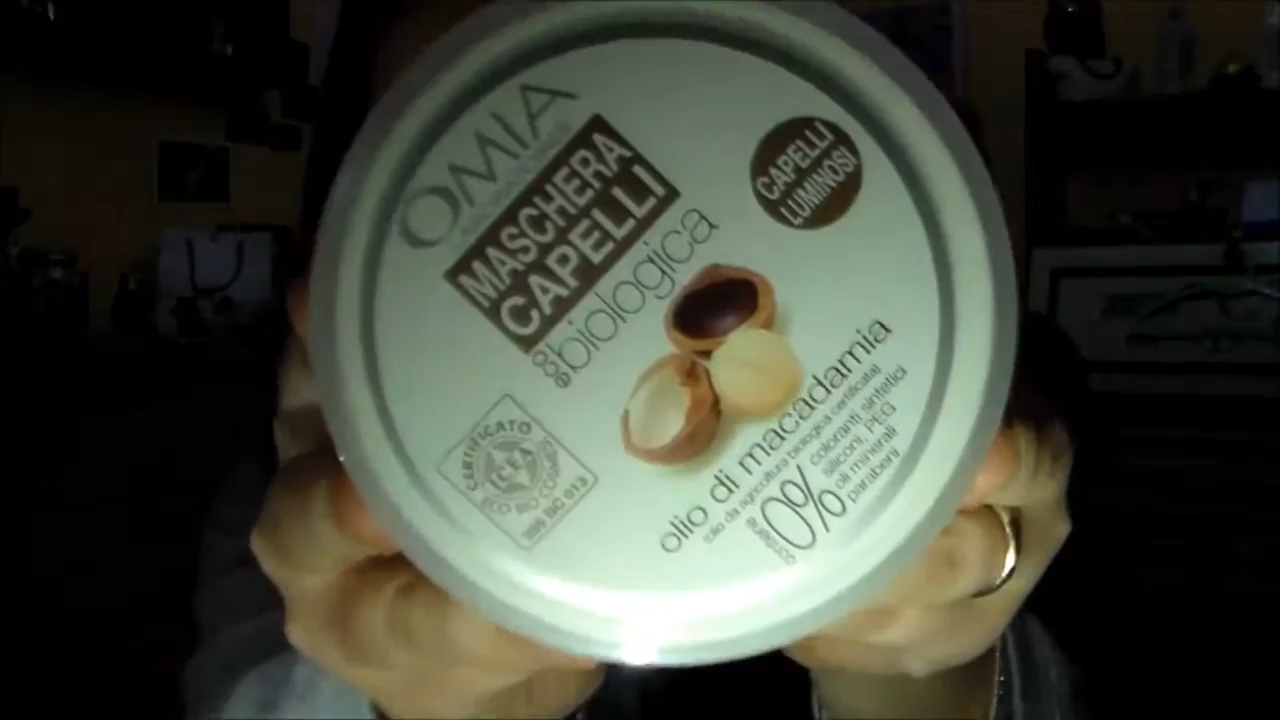 OMIA
MASCHERA
CAPELLI
eco biologica
CAPELLI
LUMINOSI
olio di macadamia
(olio da agricoltura biologica certificata)
0%
coloranti sintetici
siliconi, PEG
oli minerali
parabeni
CERTIFICATO
ICEA
ECO BIO COSMESI